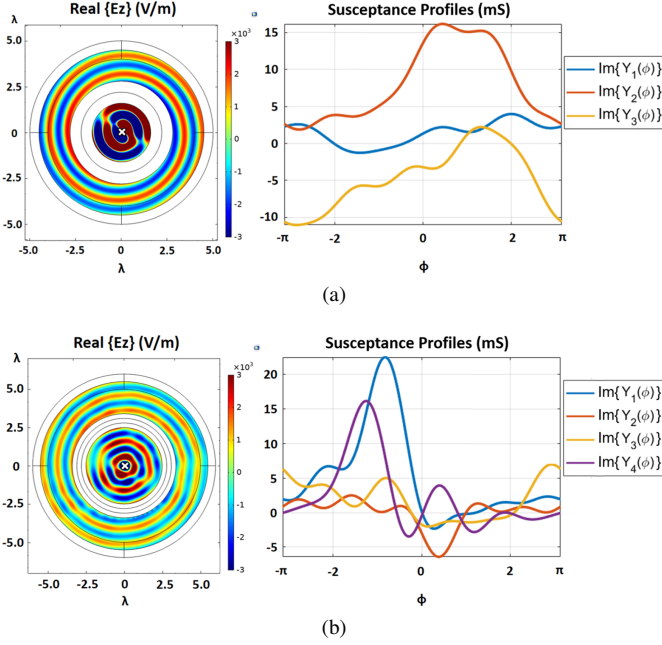 Real {Ez} (V/m)
λ
×10³
5.0
2.5
0
-2.5
-5.0
-5.0 -2.5 0 2.5 5.0
λ
3
2
1
0
-1
-2
-3
Susceptance Profiles (mS)
15
10
5
0
-5
-10
-π -2 0 2 π
ϕ
Im{Y₁(ϕ)}
Im{Y₂(ϕ)}
Im{Y₃(ϕ)}
(a)
Real {Ez} (V/m)
λ
×10³
5.0
2.5
0
-2.5
-5.0
-5.0 -2.5 0 2.5 5.0
λ
3
2
1
0
-1
-2
-3
Susceptance Profiles (mS)
20
15
10
5
0
-5
-π -2 0 2 π
ϕ
Im{Y₁(ϕ)}
Im{Y₂(ϕ)}
Im{Y₃(ϕ)}
Im{Y₄(ϕ)}
(b)